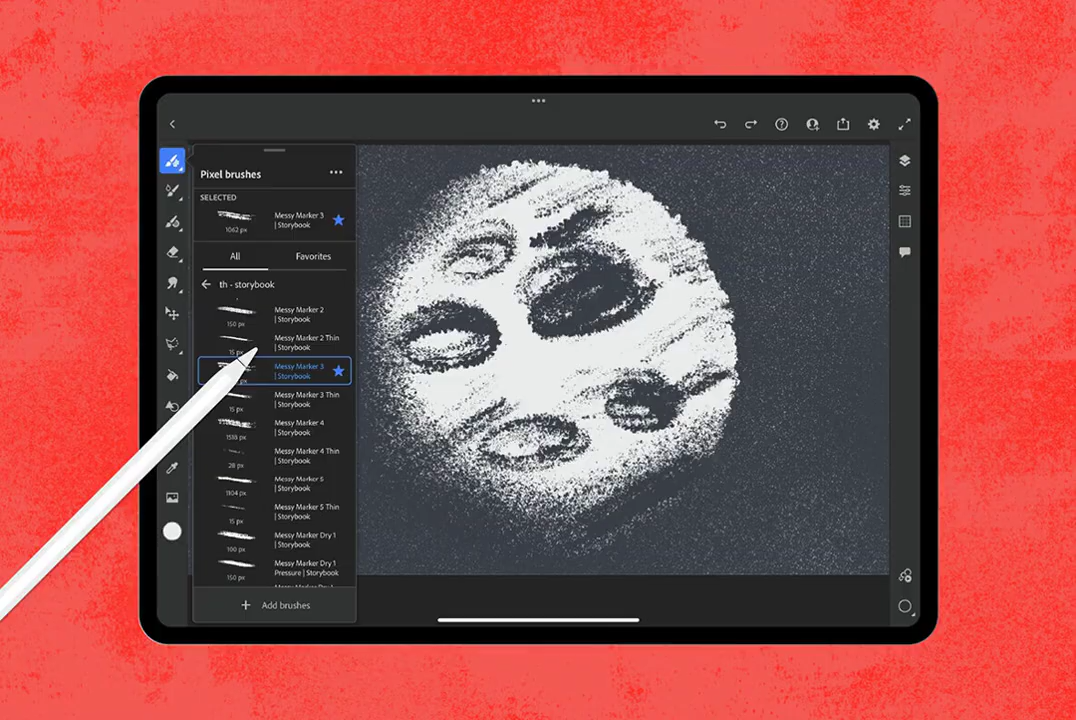 Pixel brushes
SELECTED
Messy Marker 3
| Storybook
1062 px
All
Favorites
th - storybook
Messy Marker 2
| Storybook
150 px
Messy Marker 2 Thin
| Storybook
15 px
Messy Marker 3
| Storybook
px
Messy Marker 3 Thin
| Storybook
15 px
Messy Marker 4
| Storybook
1516 px
Messy Marker 4 Thin
| Storybook
28 px
Messy Marker 5
| Storybook
1104 px
Messy Marker 5 Thin
| Storybook
15 px
Messy Marker Dry 1
| Storybook
100 px
Messy Marker Dry 1
Pressure | Storybook
150 px
+ Add brushes